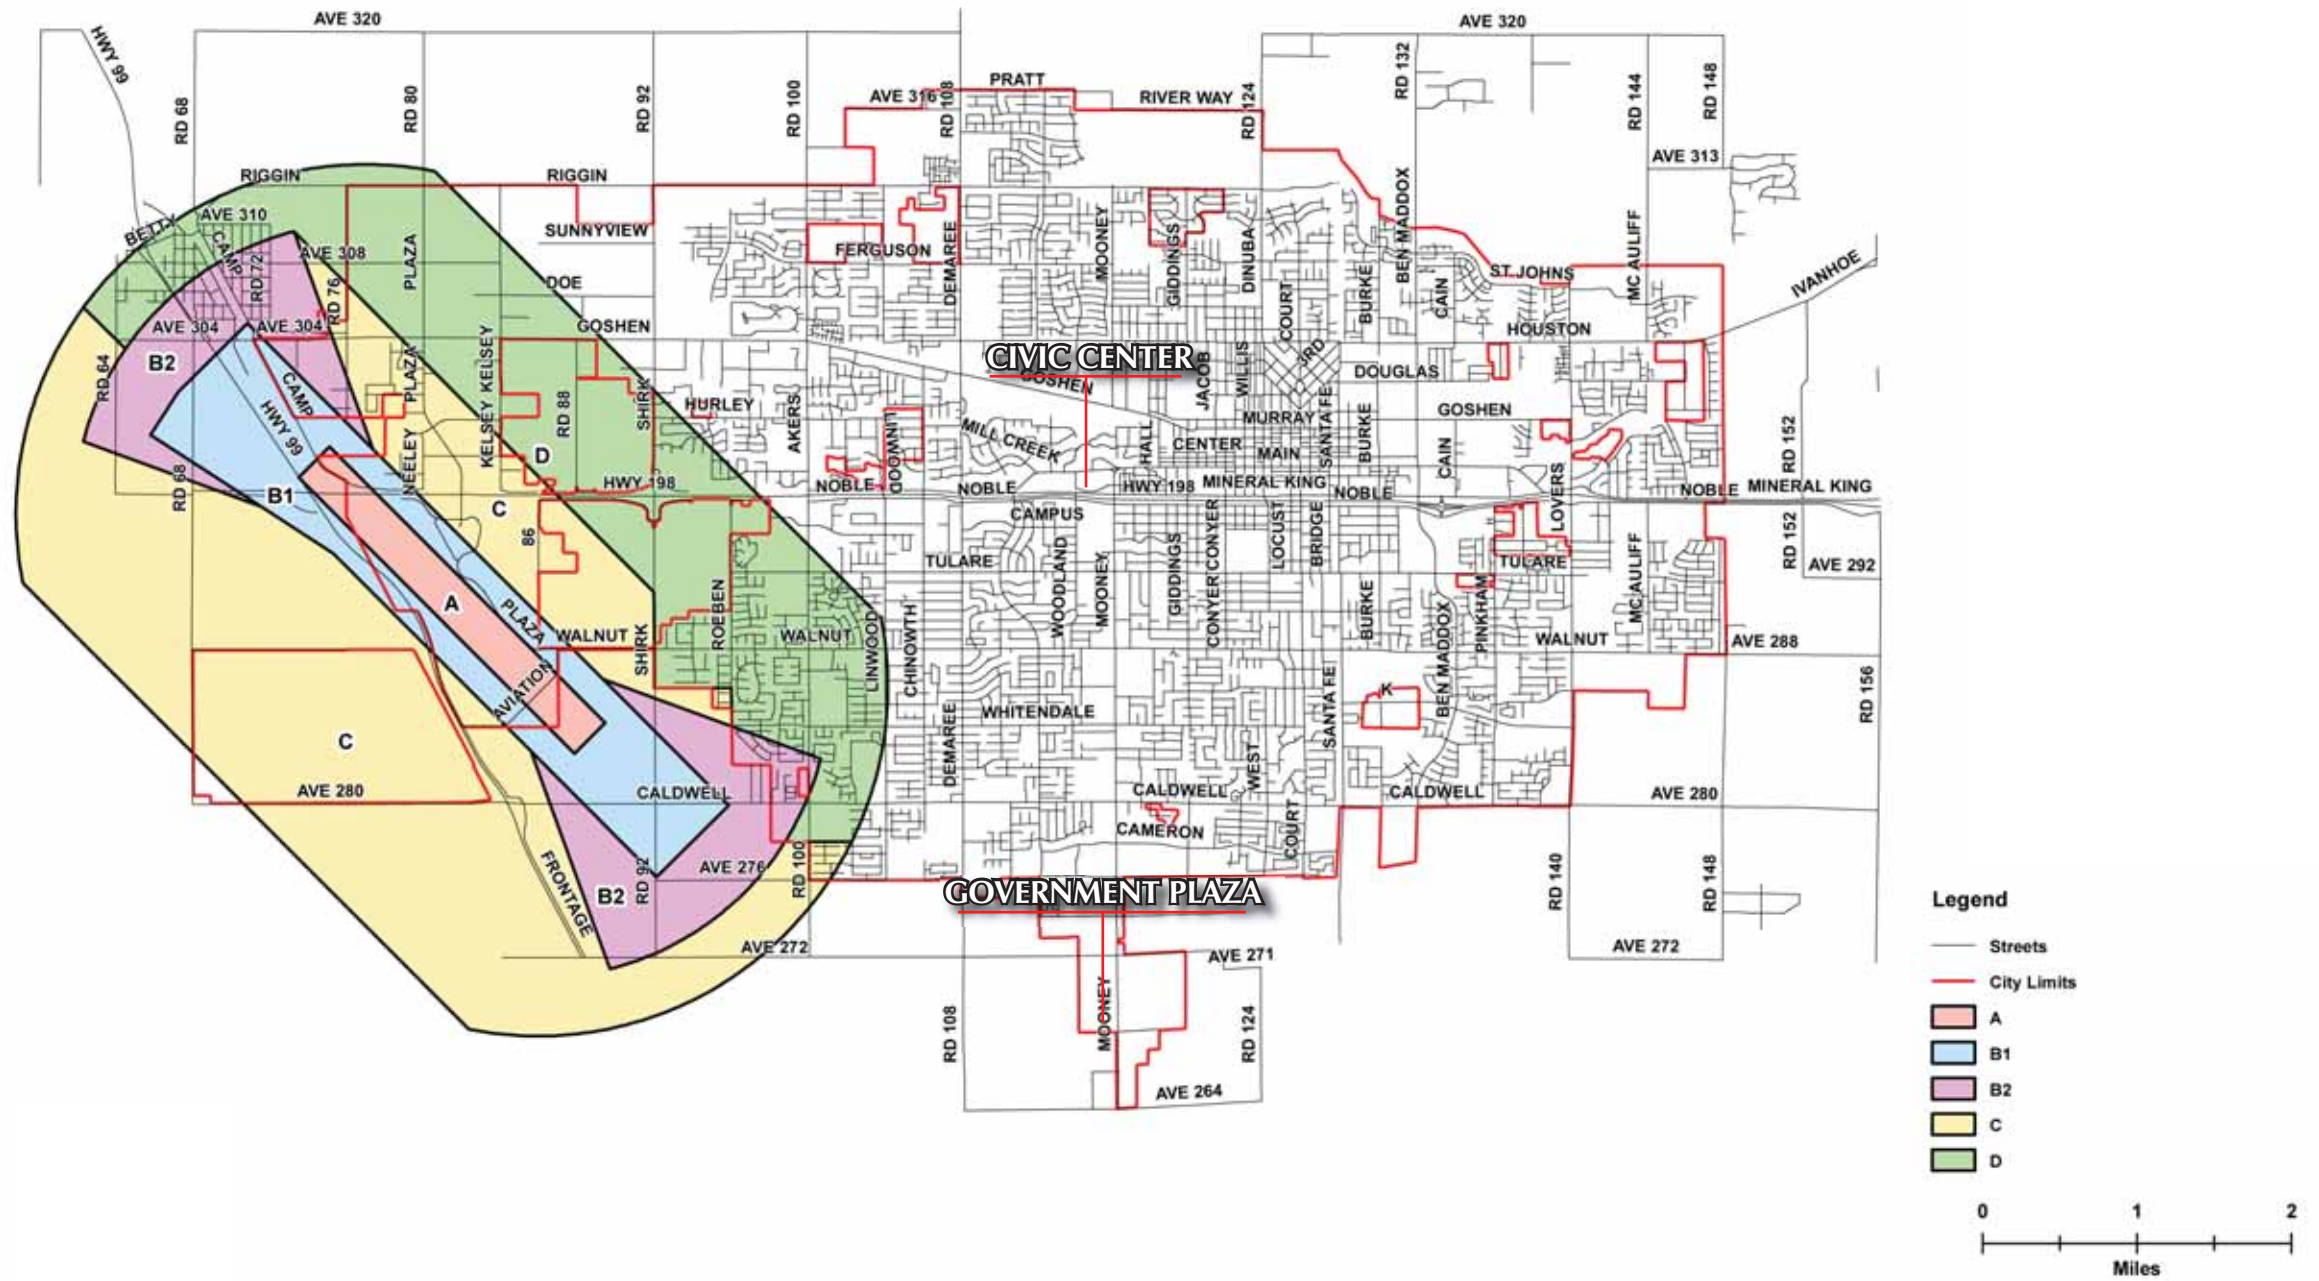 AVE 320
AVE 320
HWY 99
RD 68
RD 80
RD 92
RD 100
AVE 316
RD 108
PRATT
RIVER WAY
RD 124
RD 132
RD 144
RD 148
AVE 313
RIGGIN
RIGGIN
BETTY
AVE 310
CAMP
RD 72
AVE 308
RD 76
PLAZA
SUNNYVIEW
DOE
FERGUSON
DEMAREE
MOONEY
GIDDINGS
DINUBA
COURT
BURKE
BEN MADDOX
CAIN
ST JOHNS
MC AULIFF
IVANHOE
AVE 304
AVE 304
GOSHEN
HOUSTON
CIVIC CENTER
GOSHEN
JACOB
WILLIS
3RD
DOUGLAS
B2
RD 64
CAMP
HWY 99
PLAZA
KELSEY
KELSEY
RD 88
SHIRK
HURLEY
AKERS
LINWOOD
MILL CREEK
HALL
CENTER
MURRAY
MAIN
SANTA FE
BURKE
GOSHEN
CAIN
LOVERS
RD 152
RD 68
B1
NEELEY
D
C
86
HWY 198
NOBLE
NOBLE
HWY 198
MINERAL KING
NOBLE
NOBLE
MINERAL KING
CAMPUS
TULARE
WOODLAND
MOONEY
GIDDINGS
CONYER
CONYER
LOCUST
BRIDGE
TULARE
MC AULIFF
RD 152
AVE 292
A
PLAZA
WALNUT
SHIRK
ROEBEN
WALNUT
LINWOOD
CHINOWTH
BURKE
BEN MADDOX
PINKHAM
WALNUT
AVE 288
AVIATION
C
WHITENDALE
DEMAREE
SANTA FE
K
RD 156
WEST
AVE 280
CALDWELL
CALDWELL
CALDWELL
AVE 280
CAMERON
COURT
FRONTAGE
B2
RD 92
AVE 276
RD 100
GOVERNMENT PLAZA
RD 140
RD 148
AVE 272
AVE 271
AVE 272
RD 108
MOONEY
RD 124
AVE 264
Legend
Streets
City Limits
A
B1
B2
C
D
0 1 2
Miles